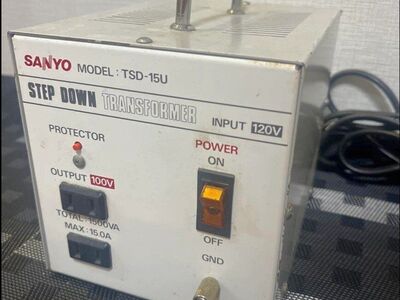 SANYO MODEL: TSD-15U
STEP DOWN TRANSFORMER
INPUT 120V
PROTECTOR
POWER
ON
OUTPUT 100V
TOTAL: 1500VA
MAX: 15.0A
OFF
GND